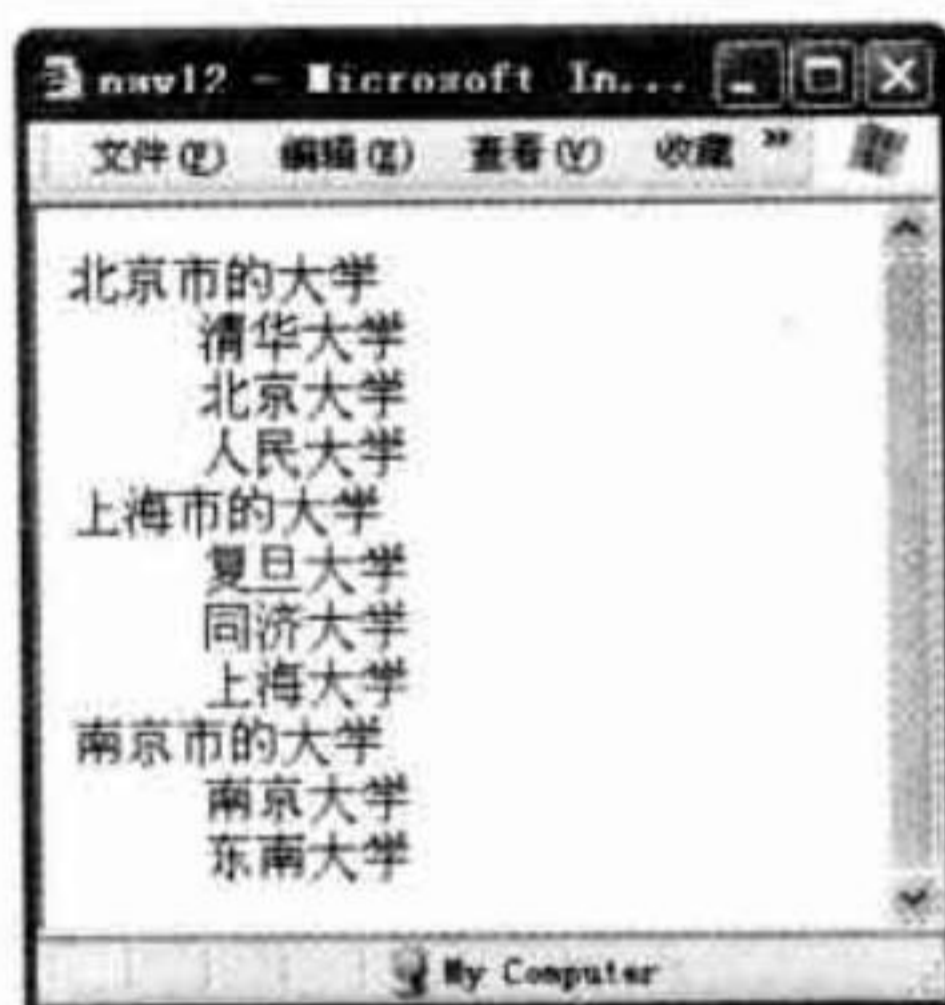 nav12 - Microsoft In...
文件(F) 编辑(E) 查看(V) 收藏 »
北京市的大学
清华大学
北京大学
人民大学
上海市的大学
复旦大学
同济大学
上海大学
南京市的大学
南京大学
东南大学
My Computer